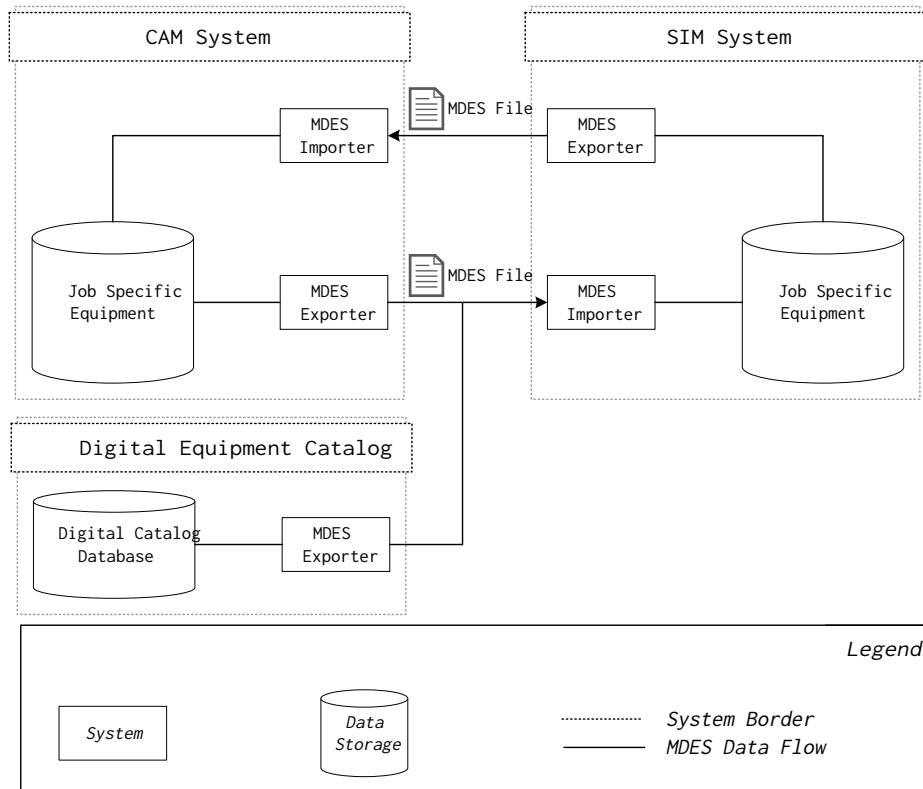 CAM System
SIM System
MDES File
MDES
Importer
MDES
Exporter
Job Specific
Equipment
MDES
Exporter
MDES File
MDES
Importer
Job Specific
Equipment
Digital Equipment Catalog
Digital Catalog
Database
MDES
Exporter
Legend
System
Data
Storage
System Border
MDES Data Flow